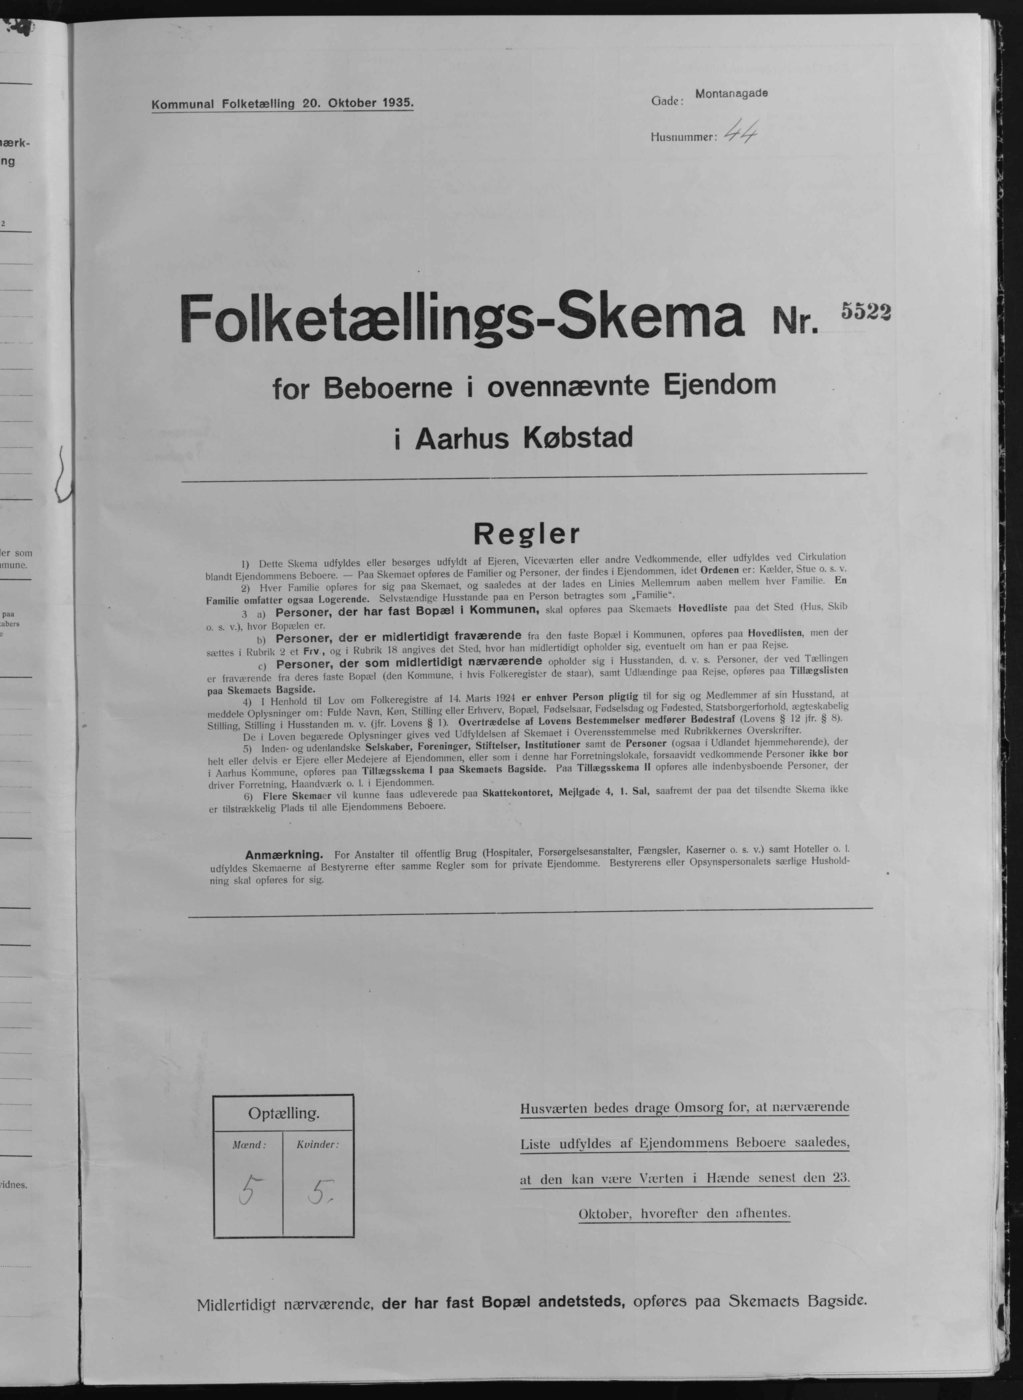 Kommunal Folketælling 20. Oktober 1935.
Gade: Montanagade
Husnummer: 44
Folketællings-Skema Nr. 5522
for Beboerne i ovennævnte Ejendom
i Aarhus Købstad
Regler
1) Dette Skema udfyldes eller besørges udfyldt af Ejeren, Viceværten eller andre Vedkommende, eller udfyldes ved Cirkulation
blandt Ejendommens Beboere. — Paa Skemaet opføres de Familier og Personer, der findes i Ejendommen, idet Ordenen er: Kælder, Stue o. s. v.
2) Hver Familie opføres for sig paa Skemaet, og saaledes at der lades en Linies Mellemrum aaben mellem hver Familie. En
Familie omfatter ogsaa Logerende. Selvstændige Husstande paa en Person betragtes som „Familie“.
3 a) Personer, der har fast Bopæl i Kommunen, skal opføres paa Skemaets Hovedliste paa det Sted (Hus, Skib
o. s. v.), hvor Bopælen er.
b) Personer, der er midlertidigt fraværende fra den faste Bopæl i Kommunen, opføres paa Hovedlisten, men der
sættes i Rubrik 2 et Frv., og i Rubrik 18 angives det Sted, hvor han midlertidigt opholder sig, eventuelt om han er paa Rejse.
c) Personer, der som midlertidigt nærværende opholder sig i Husstanden, d. v. s. Personer, der ved Tællingen
er fraværende fra deres faste Bopæl (den Kommune, i hvis Folkeregister de staar), samt Udlændinge paa Rejse, opføres paa Tillægslisten
paa Skemaets Bagside.
4) I Henhold til Lov om Folkeregistre af 14. Marts 1924 er enhver Person pligtig til for sig og Medlemmer af sin Husstand, at
meddele Oplysninger om: Fulde Navn, Køn, Stilling eller Erhverv, Bopæl, Fødselsaar, Fødselsdag og Fødested, Statsborgerforhold, ægteskabelig
Stilling, Stilling i Husstanden m. v. (jfr. Lovens § 1). Overtrædelse af Lovens Bestemmelser medfører Bødestraf (Lovens § 12 jfr. § 8).
De i Loven begærede Oplysninger gives ved Udfyldelsen af Skemaet i Overensstemmelse med Rubrikkernes Overskrifter.
5) Inden- og udenlandske Selskaber, Foreninger, Stiftelser, Institutioner samt de Personer (ogsaa i Udlandet hjemmehørende), der
helt eller delvis er Ejere eller Medejere af Ejendommen, eller som i denne har Forretningslokale, forsaavidt vedkommende Personer ikke bor
i Aarhus Kommune, opføres paa Tillægsskema I paa Skemaets Bagside. Paa Tillægsskema II opføres alle indenbysboende Personer, der
driver Forretning, Haandværk o. l. i Ejendommen.
6) Flere Skemaer vil kunne faas udleverede paa Skattekontoret, Mejlgade 4, 1. Sal, saafremt der paa det tilsendte Skema ikke
er tilstrækkelig Plads til alle Ejendommens Beboere.
Anmærkning. For Anstalter til offentlig Brug (Hospitaler, Forsørgelsesanstalter, Fængsler, Kaserner o. s. v.) samt Hoteller o. l.
udfyldes Skemaerne af Bestyrerne efter samme Regler som for private Ejendomme. Bestyrerens eller Opsynspersonalets særlige Hushold-
ning skal opføres for sig.
Optælling.
Mænd: Kvinder:
5 5.
Husværten bedes drage Omsorg for, at nærværende
Liste udfyldes af Ejendommens Beboere saaledes,
at den kan være Værten i Hænde senest den 23.
Oktober, hvorefter den afhentes.
Midlertidigt nærværende, der har fast Bopæl andetsteds, opføres paa Skemaets Bagside.